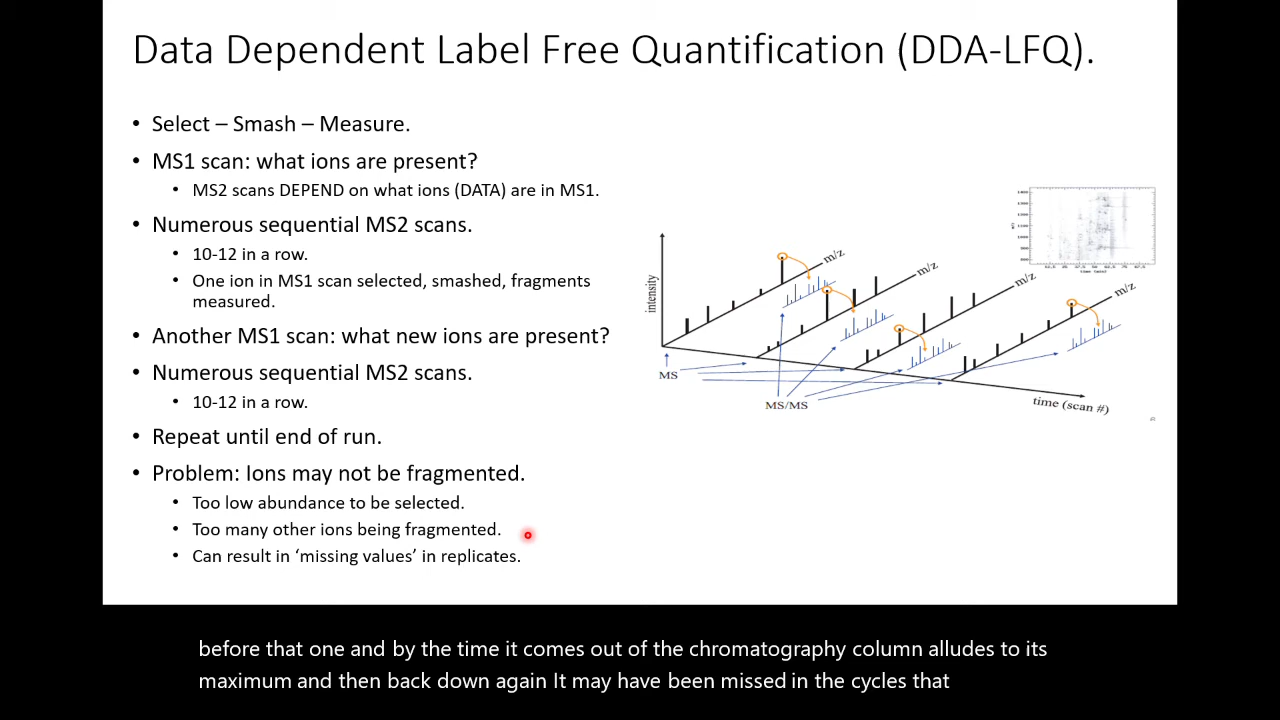 Data Dependent Label Free Quantification (DDA-LFQ).
• Select – Smash – Measure.
• MS1 scan: what ions are present?
• MS2 scans DEPEND on what ions (DATA) are in MS1.
• Numerous sequential MS2 scans.
• 10-12 in a row.
• One ion in MS1 scan selected, smashed, fragments
measured.
• Another MS1 scan: what new ions are present?
• Numerous sequential MS2 scans.
• 10-12 in a row.
• Repeat until end of run.
• Problem: Ions may not be fragmented.
• Too low abundance to be selected.
• Too many other ions being fragmented.
• Can result in ‘missing values’ in replicates.
intensity
m/z
m/z
m/z
m/z
MS
MS/MS
time (scan #)
before that one and by the time it comes out of the chromatography column alludes to its
maximum and then back down again It may have been missed in the cycles that